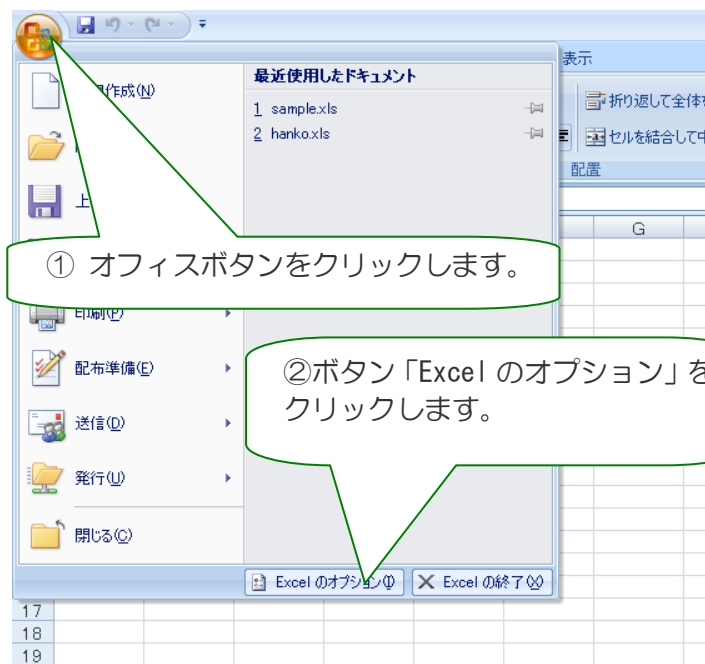 表示
最近使用したドキュメント
作成(N)
1 sample.xls
2 hanko.xls
折り返して全体
セルを結合して中
配置
上
G
① オフィスボタンをクリックします。
印刷(P)
配布準備(E)
②ボタン「Excel のオプション」を
クリックします。
送信(D)
発行(U)
閉じる(C)
Excel のオプション(I)
Excel の終了(X)
17
18
19